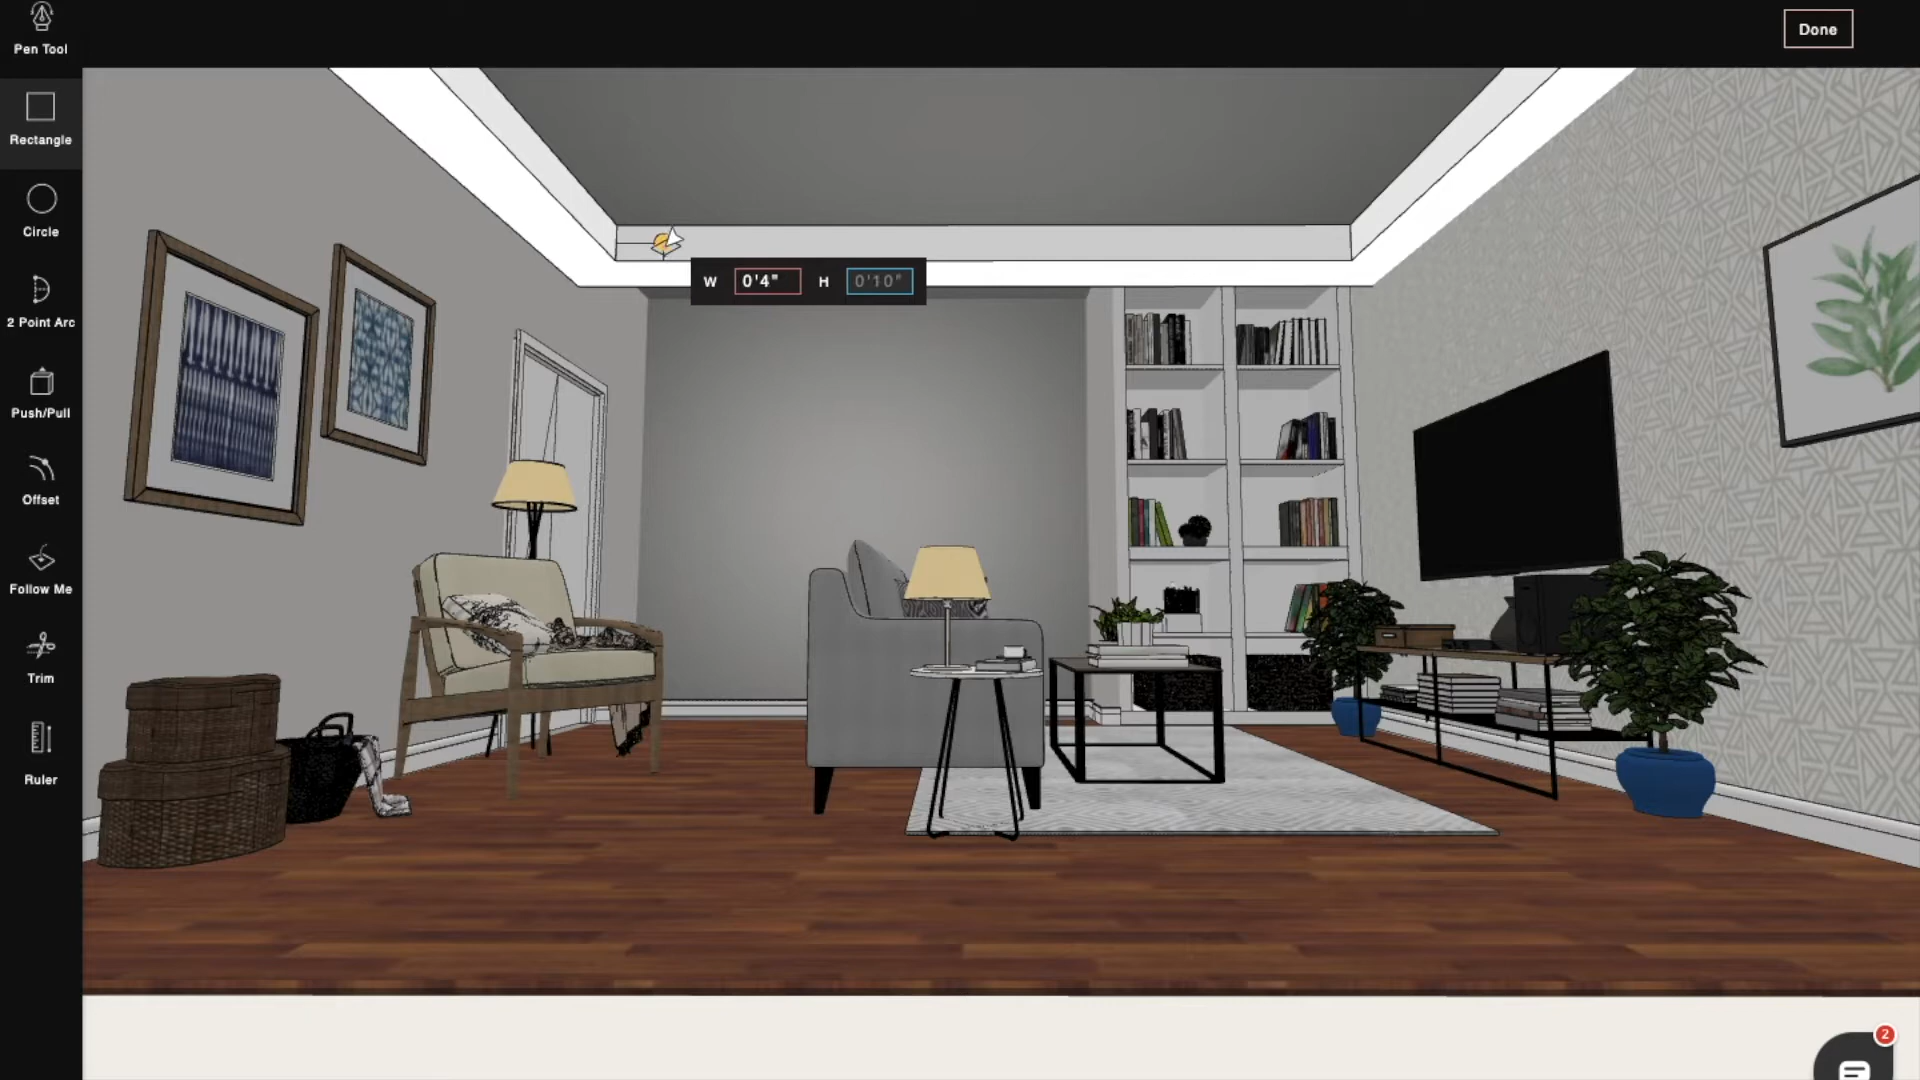 Pen Tool
Done
Rectangle
Circle
W 0'4" H 0'10"
2 Point Arc
Push/Pull
Offset
Follow Me
Trim
Ruler
2